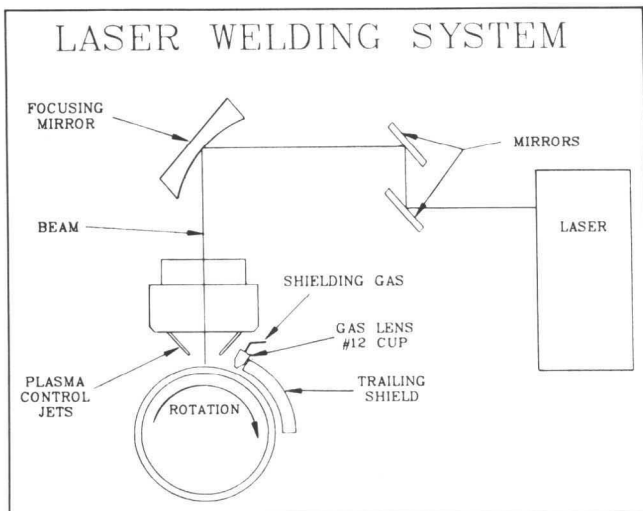 LASER WELDING SYSTEM
FOCUSING
MIRROR
MIRRORS
BEAM
LASER
SHIELDING GAS
GAS LENS
#12 CUP
PLASMA
CONTROL
JETS
ROTATION
TRAILING
SHIELD